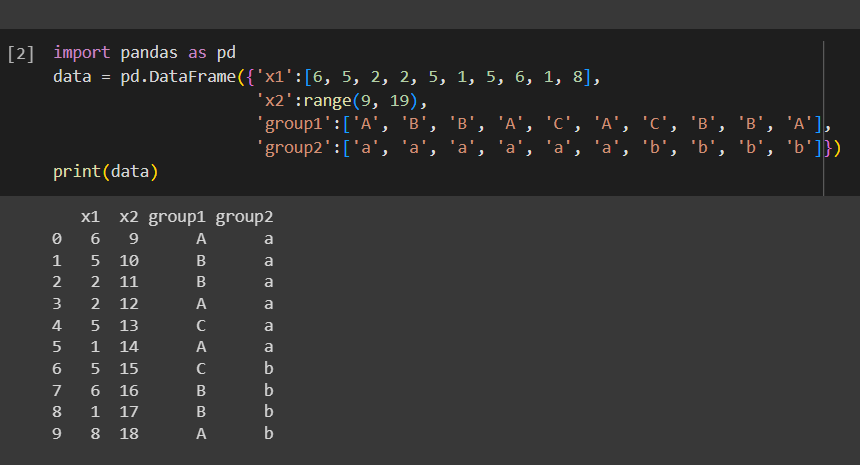 [2] import pandas as pd
data = pd.DataFrame({'x1':[6, 5, 2, 2, 5, 1, 5, 6, 1, 8],
'x2':range(9, 19),
'group1':['A', 'B', 'B', 'A', 'C', 'A', 'C', 'B', 'B', 'A'],
'group2':['a', 'a', 'a', 'a', 'a', 'a', 'b', 'b', 'b', 'b']})
print(data)
x1 x2 group1 group2
0 6 9 A a
1 5 10 B a
2 2 11 B a
3 2 12 A a
4 5 13 C a
5 1 14 A a
6 5 15 C b
7 6 16 B b
8 1 17 B b
9 8 18 A b